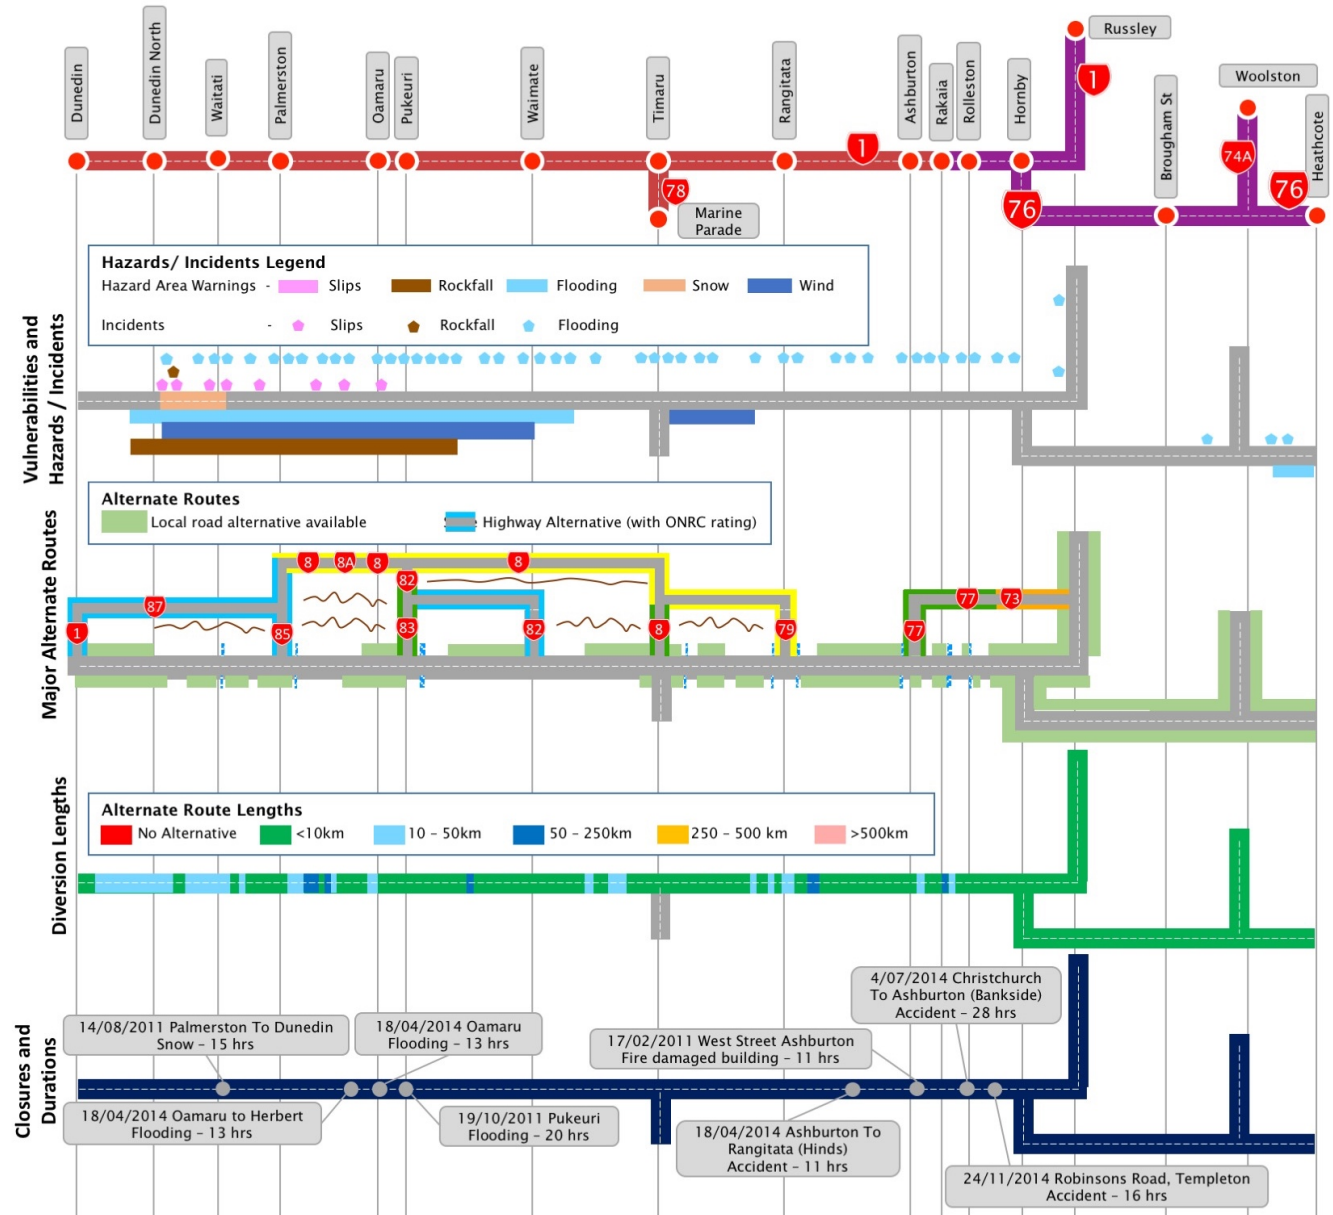 Dunedin
Dunedin North
Waitati
Palmerston
Oamaru
Pukeuri
Waimate
Timaru
Rangitata
Ashburton
Rakaia
Rolleston
Hornby
Russley
Brougham St
Woolston
Heathcote
1
1
74A
76
78
76
Marine
Parade
Vulnerabilities and
Hazards / Incidents
Hazards/ Incidents Legend
Hazard Area Warnings - Slips Rockfall Flooding Snow Wind
Incidents - Slips Rockfall Flooding
Major Alternate Routes
Alternate Routes
Local road alternative available
Highway Alternative (with ONRC rating)
8
8A
8
8
82
87
77
73
1
85
83
82
8
79
77
Diversion Lengths
Alternate Route Lengths
No Alternative <10km 10 – 50km 50 – 250km 250 – 500 km >500km
Closures and
Durations
4/07/2014 Christchurch
To Ashburton (Bankside)
Accident – 28 hrs
14/08/2011 Palmerston To Dunedin
Snow – 15 hrs
18/04/2014 Oamaru
Flooding – 13 hrs
17/02/2011 West Street Ashburton
Fire damaged building – 11 hrs
18/04/2014 Oamaru to Herbert
Flooding – 13 hrs
19/10/2011 Pukeuri
Flooding – 20 hrs
18/04/2014 Ashburton To
Rangitata (Hinds)
Accident – 11 hrs
24/11/2014 Robinsons Road, Templeton
Accident – 16 hrs